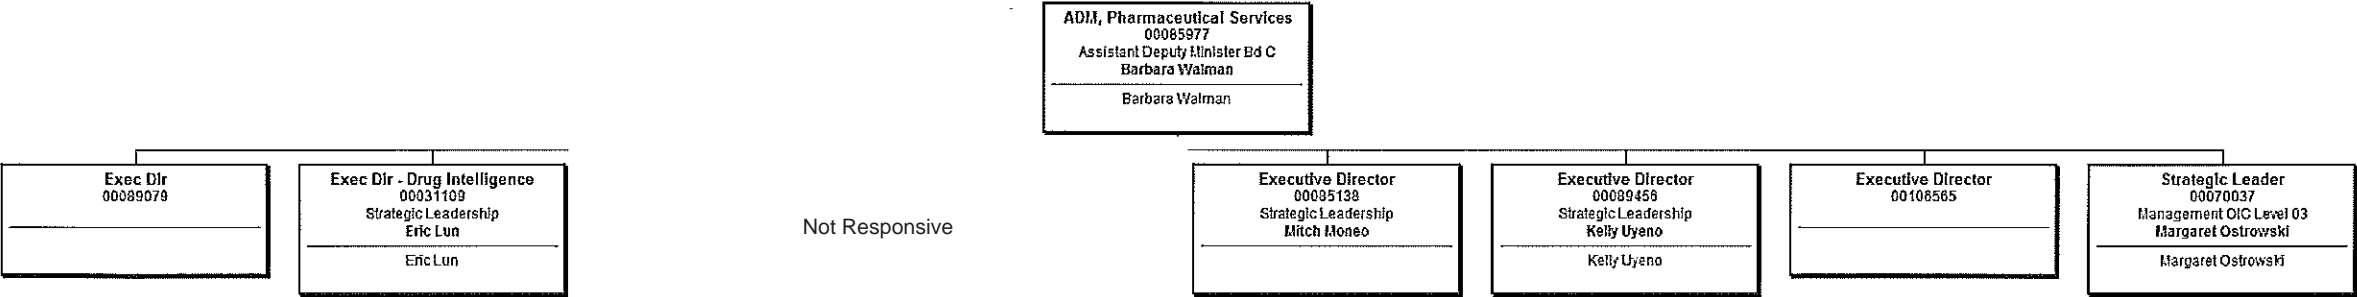 ADM, Pharmaceutical Services
00085977
Assistant Deputy Minister Bd C
Barbara Walman
Barbara Walman
Exec Dir
00089079
Exec Dir - Drug Intelligence
00031109
Strategic Leadership
Eric Lun
Eric Lun
Not Responsive
Executive Director
00085138
Strategic Leadership
Mitch Moneo
Executive Director
00089456
Strategic Leadership
Kelly Uyeno
Kelly Uyeno
Executive Director
00106565
Strategic Leader
00070037
Management OIC Level 03
Margaret Ostrowski
Margaret Ostrowski